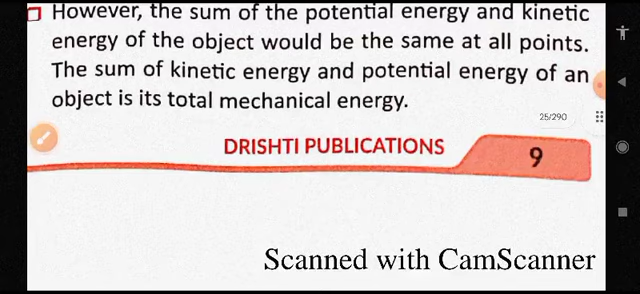 However, the sum of the potential energy and kinetic
energy of the object would be the same at all points.
The sum of kinetic energy and potential energy of an
object is its total mechanical energy.
25/290
DRISHTI PUBLICATIONS
9
Scanned with CamScanner